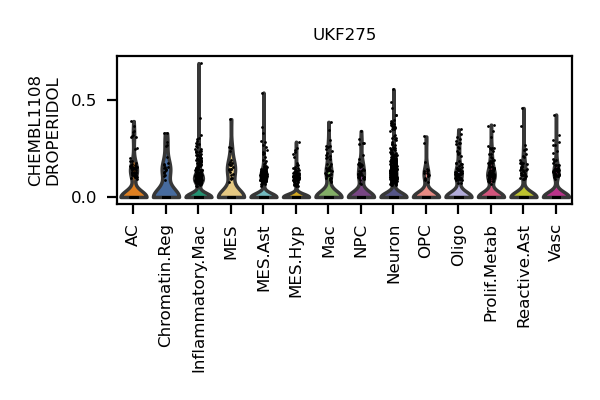 UKF275
CHEMBL1108
DROPERIDOL
0.5
0.0
AC
Chromatin.Reg
Inflammatory.Mac
MES
MES.Ast
MES.Hyp
Mac
NPC
Neuron
OPC
Oligo
Prolif.Metab
Reactive.Ast
Vasc